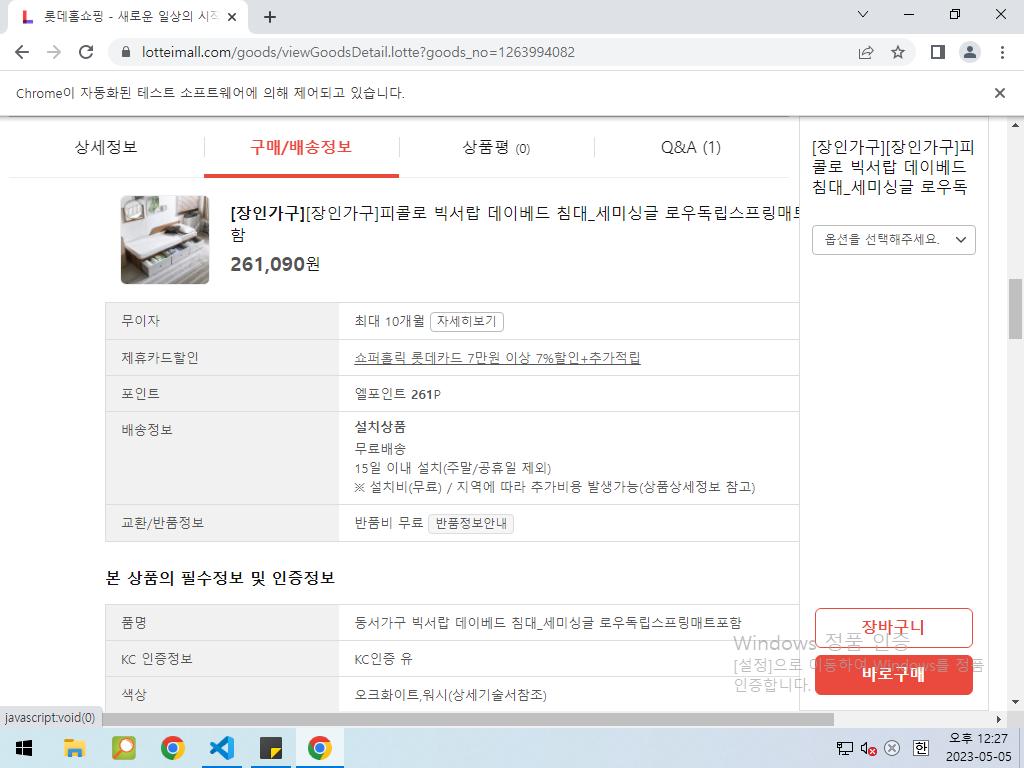 롯데홈쇼핑 - 새로운 일상의 시작
lotteimall.com/goods/viewGoodsDetail.lotte?goods_no=1263994082
Chrome이 자동화된 테스트 소프트웨어에 의해 제어되고 있습니다.
상세정보 구매/배송정보 상품평 (0) Q&A (1)
[장인가구][장인가구]피콜로 빅서랍 데이베드 침대_세미싱글 로우독립스프링매트
함
261,090원
[장인가구][장인가구]피
콜로 빅서랍 데이베드
침대_세미싱글 로우독
옵션을 선택해주세요.
무이자 최대 10개월 자세히보기
제휴카드할인 쇼퍼홀릭 롯데카드 7만원 이상 7%할인+추가적립
포인트 엘포인트 261P
배송정보 설치상품
무료배송
15일 이내 설치(주말/공휴일 제외)
※ 설치비(무료) / 지역에 따라 추가비용 발생가능(상품상세정보 참고)
교환/반품정보 반품비 무료 반품정보안내
본 상품의 필수정보 및 인증정보
품명 동서가구 빅서랍 데이베드 침대_세미싱글 로우독립스프링매트포함
KC 인증정보 KC인증 유
색상 오크화이트,워시(상세기술서참조)
장바구니
바로구매
Windows 정품 인증
[설정]으로 이동하여 Windows를 정품
인증합니다.
javascript:void(0)
한
오후 12:27
2023-05-05